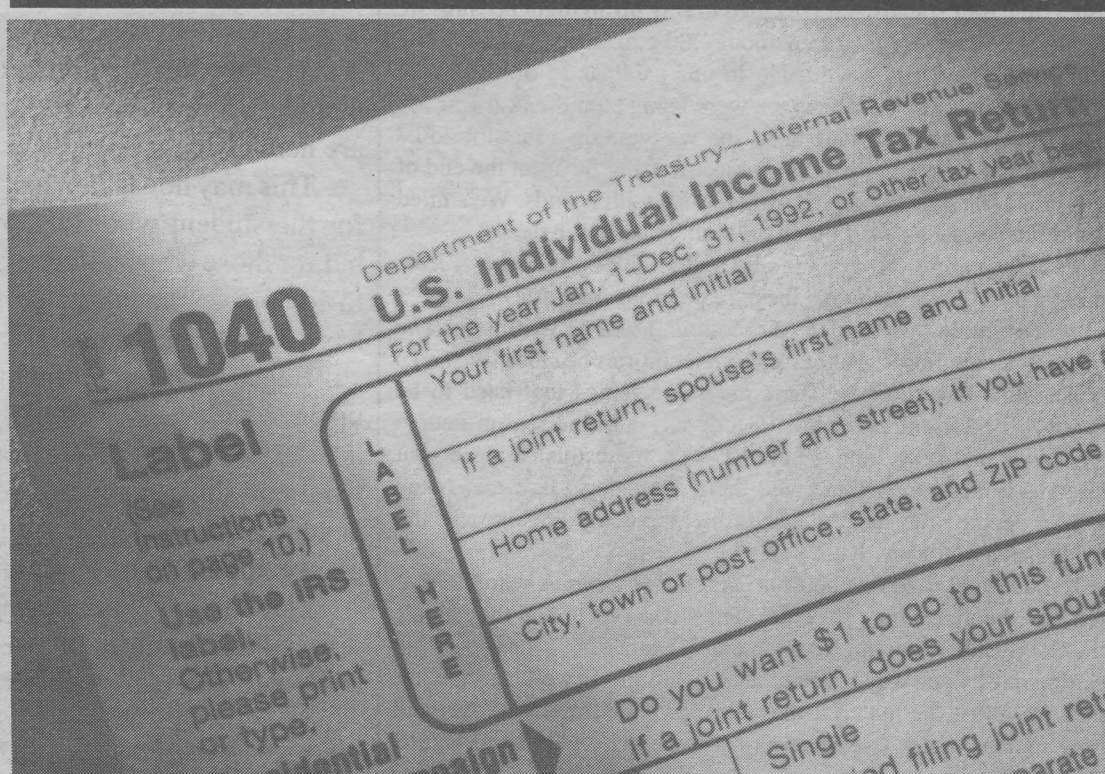 Department of the Treasury—Internal Revenue Service
1040
U.S. Individual Income Tax Return
For the year Jan. 1–Dec. 31, 1992, or other tax year
Your first name and initial
If a joint return, spouse's first name and initial
Home address (number and street). If you have
City, town or post office, state, and ZIP code
Label
(See
instructions
on page 10.)
Use the IRS
label.
Otherwise,
please print
or type.
LABEL HERE
Do you want $1 to go to this
If a joint return, does your
Single
filing joint